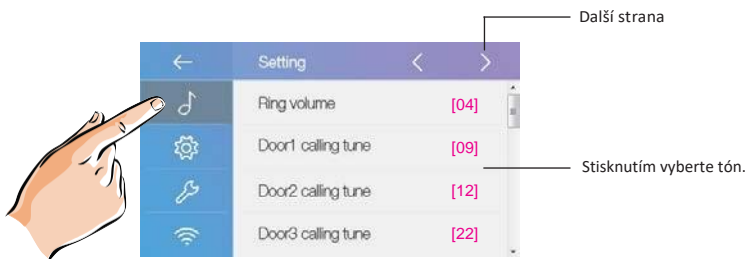 Další strana
Setting
Ring volume [04]
Door1 calling tune [09]
Stisknutím vyberte tón.
Door2 calling tune [12]
Door3 calling tune [22]